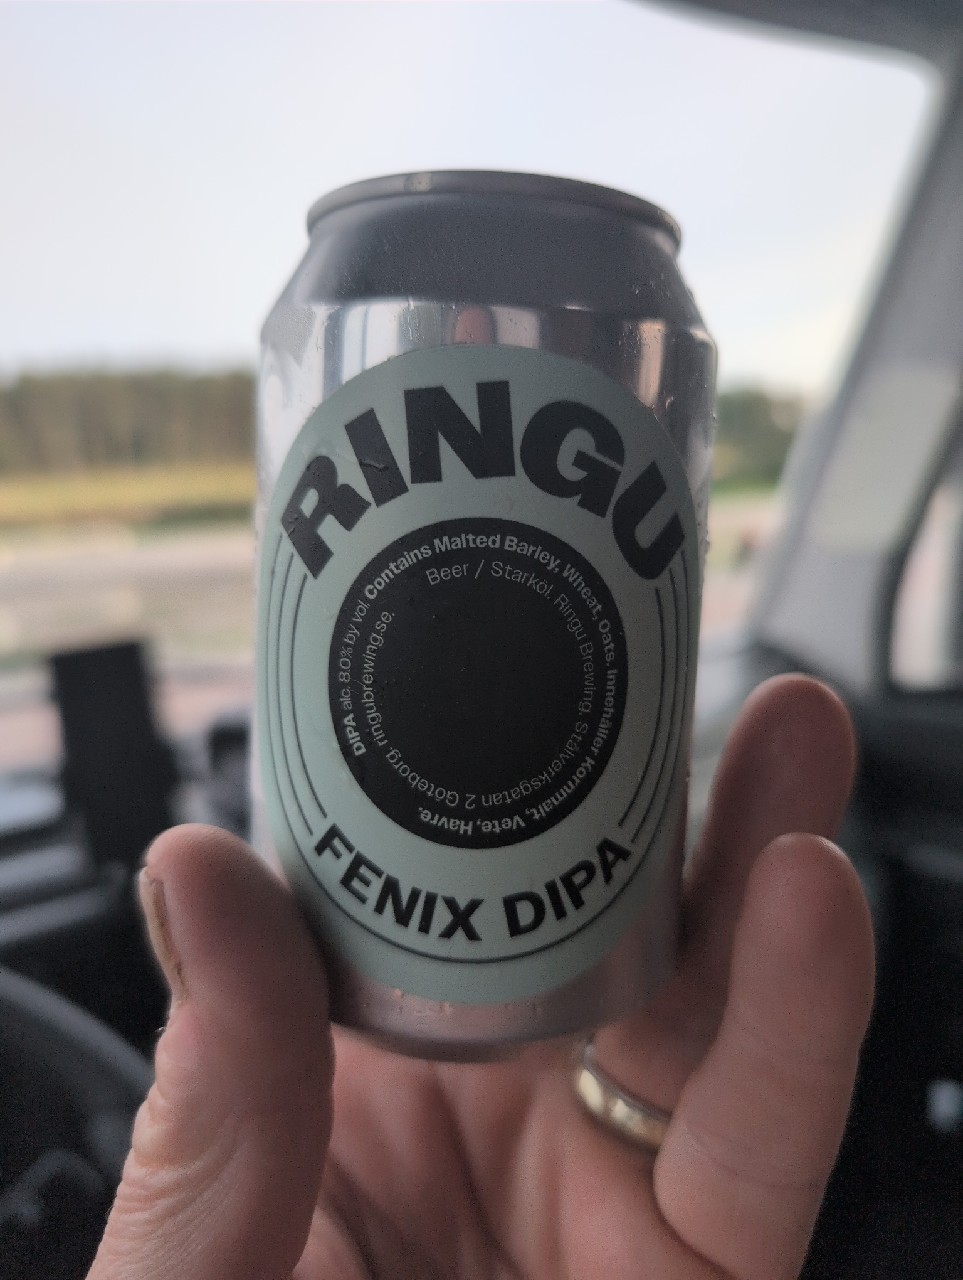 RINGU
DIPA alc. 8.0% by vol. Contains Malted Barley, Wheat, Oats. Innehåller Kornmalt, Vete, Havre.
Beer / Starköl. Ringu Brewing. Stålverksgatan 2 Göteborg. ringubrewing.se.
FENIX DIPA